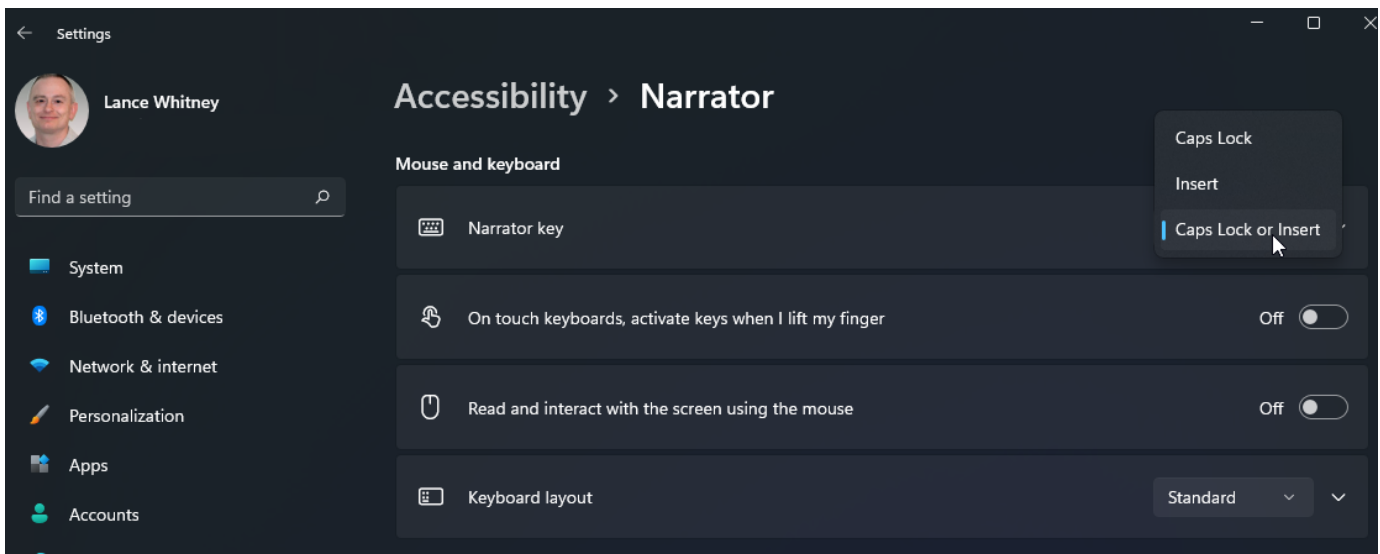 Settings
Lance Whitney
Find a setting
System
Bluetooth & devices
Network & internet
Personalization
Apps
Accounts
Accessibility > Narrator
Mouse and keyboard
Narrator key
Caps Lock
Insert
Caps Lock or Insert
On touch keyboards, activate keys when I lift my finger Off
Read and interact with the screen using the mouse Off
Keyboard layout Standard